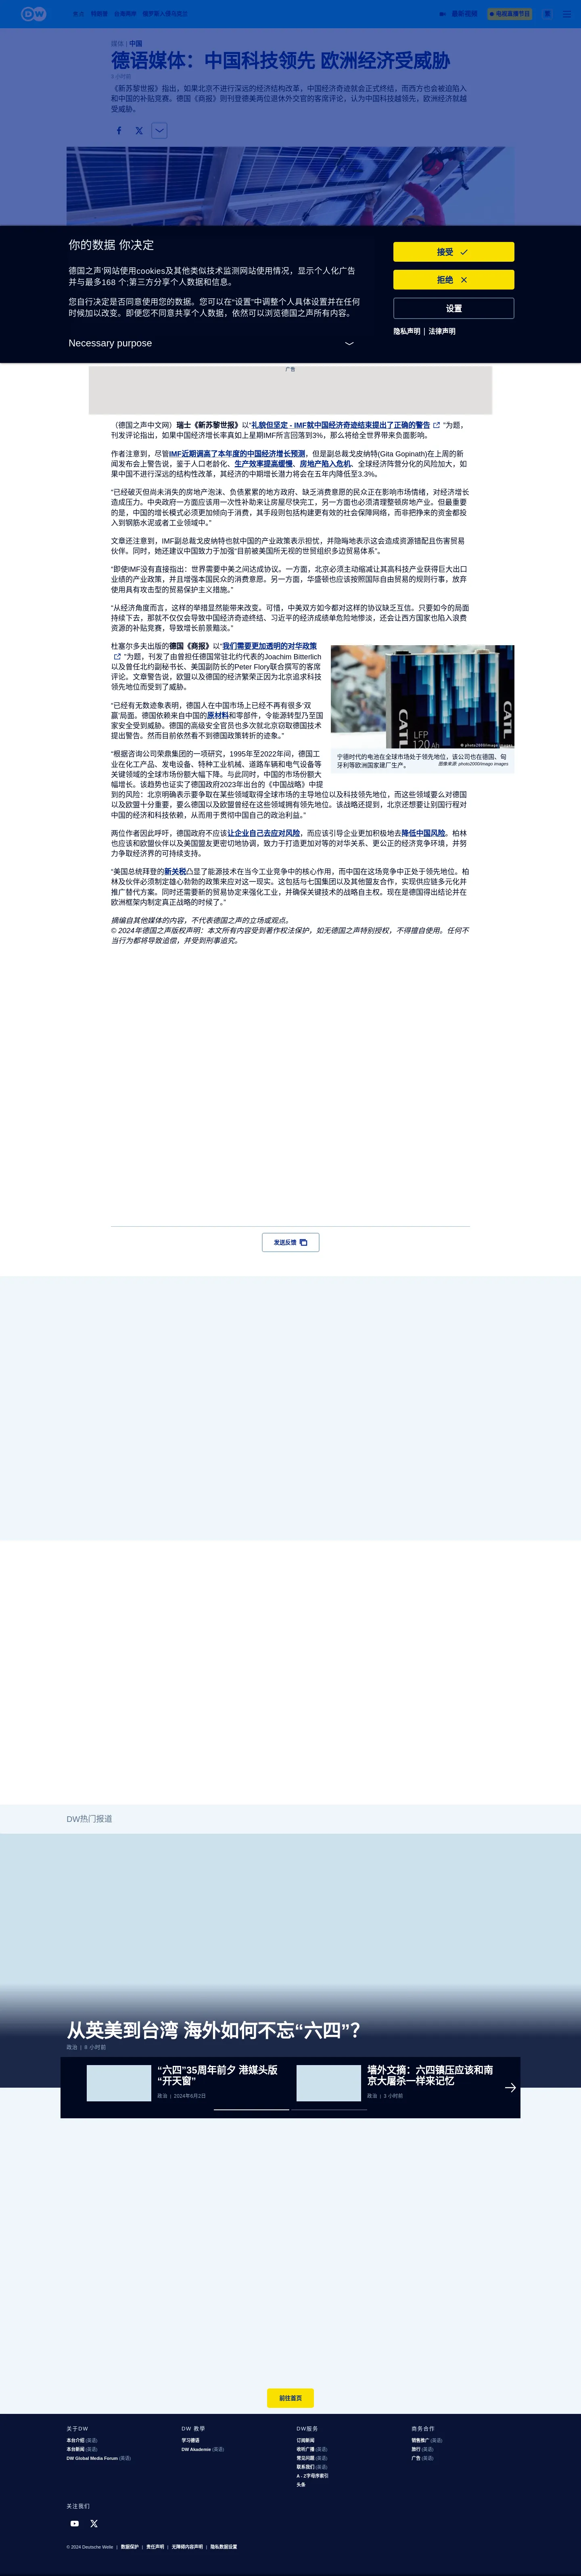 DW
最新视频
电视直播节目
媒体 | 中国
德语媒体：中国科技领先 欧洲经济受威胁
《新苏黎世报》指出，如果北京不进行深远的经济结构改革，中国经济奇迹就会正式终结，而西方也会被迫陷入
和中国的补贴竞赛。德国《商报》则刊登德美两位退休外交官的客席评论，认为中国科技越领先，欧洲经济就越
受威胁。
你的数据 你决定
德国之声'网站使用cookies及其他类似技术监测网站使用情况，显示个人化广告
并与最多168 个;第三方分享个人数据和信息。
您自行决定是否同意使用您的数据。您可以在"设置"中调整个人具体设置并在任何
时候加以改变。即便您不同意共享个人数据，依然可以浏览德国之声所有内容。
Necessary purpose
接受
拒绝
设置
隐私声明 | 法律声明
广告
（德国之声中文网）瑞士《新苏黎世报》以“礼貌但坚定 - IMF就中国经济奇迹结束提出了正确的警告 ”为题，
刊发评论指出，如果中国经济增长率真如上星期IMF所言回落到3%，那么将给全世界带来负面影响。
作者注意到，尽管IMF近期调高了本年度的中国经济增长预测，但是副总裁戈皮纳特(Gita Gopinath)在上周的新
闻发布会上警告说，鉴于人口老龄化、生产效率提高缓慢、房地产陷入危机、全球经济阵营分化的风险加大，如
果中国不进行深远的结构性改革，其经济的中期增长潜力将会在五年内降低至3.3%。
“已经破灭但尚未消失的房地产泡沫、负债累累的地方政府、缺乏消费意愿的民众正在影响市场情绪，对经济增长
造成压力。中央政府一方面应该用一次性补助来让房屋尽快完工，另一方面也必须清理整顿房地产业。但更重要
的是，中国的增长模式必须更加倾向于消费，其手段则包括构建更有效的社会保障网络，而非把挣来的资金都投
入到钢筋水泥或者工业领域中。”
文章还注意到，IMF副总裁戈皮纳特也就中国的产业政策表示担忧，并隐晦地表示这会造成资源错配且伤害贸易
伙伴。同时，她还建议中国致力于加强“目前被美国所无视的世贸组织多边贸易体系”。
“即使IMF没有直接指出：世界需要中美之间达成协议。一方面，北京必须主动缩减让其高科技产业获得巨大出口
业绩的产业政策，并且增强本国民众的消费意愿。另一方面，华盛顿也应该按照国际自由贸易的规则行事，放弃
使用具有攻击型的贸易保护主义措施。”
“从经济角度而言，这样的举措显然能带来改变。可惜，中美双方如今都对这样的协议缺乏互信。只要如今的局面
持续下去，那就不仅仅会导致中国经济奇迹终结、习近平的经济成绩单危险地惨淡，还会让西方国家也陷入浪费
资源的补贴竞赛，导致增长前景黯淡。”
杜塞尔多夫出版的德国《商报》以“我们需要更加透明的对华政策
”为题，刊发了由曾担任德国常驻北约代表的Joachim Bitterlich
以及曾任北约副秘书长、美国副防长的Peter Flory联合撰写的客席
评论。文章警告说，欧盟以及德国的经济繁荣正因为北京追求科技
领先地位而受到了威胁。
LFP
120 Ah
CATL
CATL
© photo2000/imago images
宁德时代的电池在全球市场处于领先地位，该公司也在德国、匈
牙利等欧洲国家建厂生产。
图像来源: photo2000/imago images
“已经有无数迹象表明，德国人在中国市场上已经不再有很多‘双
赢’局面。德国依赖来自中国的原材料和零部件，令能源转型乃至国
家安全受到威胁。德国的高级安全官员也为北京窃取德国技术发出
提出警告。然而目前依然看不到德国政策转折的迹象。”
“根据咨询公司荣鼎集团的一项研究，1995年至2022年间，德国工
业在化工产品、发电设备、特种工业机械、道路车辆和电气设备等
关键领域的全球市场份额大幅下降。与此同时，中国的市场份额大
幅增长。该趋势也证实了德国政府2023年出台的《中国战略》中提
到的风险：北京明确表示要争取在某些领域取得全球市场的主导地位以及科技领先地位，而这些领域要么对德国
以及欧盟十分重要，要么德国以及欧盟曾经在这些领域拥有领先地位。该战略还提到，北京还想要让别国行程对
中国的经济和科技依赖，从而用于贯彻中国自己的政治利益。”
两位作者因此呼吁，德国政府不应该让企业自己去应对风险，而应该引导企业更加积极地去降低中国风险。柏林
也应该和欧盟伙伴以及美国盟友更密切地协调，致力于打造更加对等的对华关系、更公正的经济竞争环境，并努
力争取经济界的可持续支持。
“美国总统拜登的新关税凸显了能源技术在当今工业竞争中的核心作用，而中国在这场竞争中正处于领先地位。柏
林及伙伴必须制定雄心勃勃的政策来应对这一现实。这包括与七国集团以及其他盟友合作，实现供应链多元化并
推广替代方案。同时还需要新的贸易协定来强化工业，并确保关键技术的战略自主权。现在是德国得出结论并在
欧洲框架内制定真正战略的时候了。”
摘编自其他媒体的内容，不代表德国之声的立场或观点。
© 2024年德国之声版权声明：本文所有内容受到著作权法保护，如无德国之声特别授权，不得擅自使用。任何不
当行为都将导致追偿，并受到刑事追究。
发送反馈
DW热门报道
从英美到台湾 海外如何不忘“六四”？
政治 | 8 小时前
“六四”35周年前夕 港媒头版
“开天窗”
政治 | 2024年6月2日
墙外文摘：六四镇压应该和南
京大屠杀一样来记忆
政治 | 3 小时前
前往首页
关于DW
本台介绍 (英语)
本台新闻 (英语)
DW Global Media Forum (英语)
DW 教学
学习德语
DW Akademie (英语)
DW服务
订阅新闻
收听广播 (英语)
常见问题 (英语)
联系我们 (英语)
A - Z字母序索引
头条
商务合作
销售推广 (英语)
旅行 (英语)
广告 (英语)
关注我们
© 2024 Deutsche Welle | 数据保护 | 责任声明 | 无障碍内容声明 | 隐私数据设置